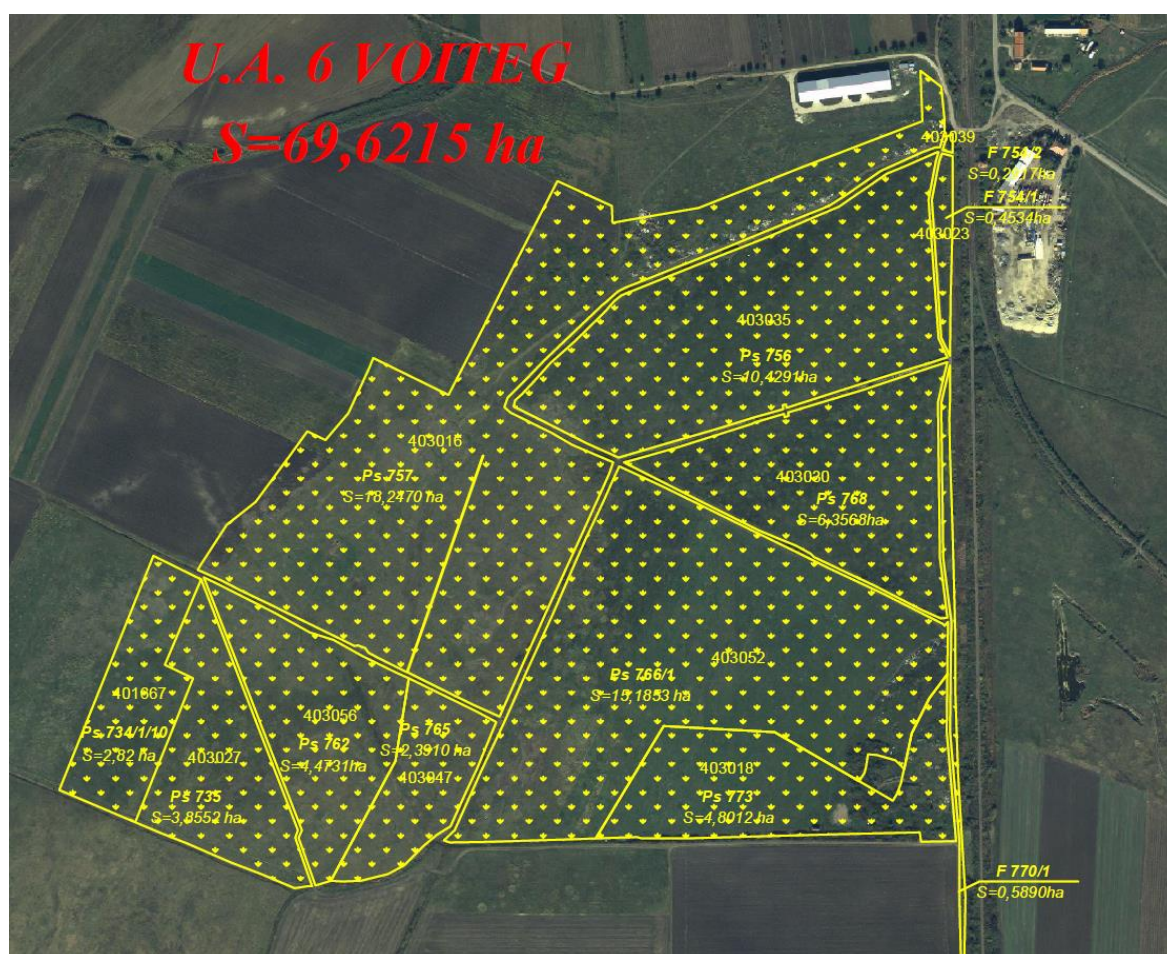 U.A. 6 VOITEG
S=69,6215 ha
403039
F 754/2
F 754/1
S=0,4534ha
403023
403035
Ps 756
S=10,4291ha
403016
Ps 757
S=18,2470 ha
403030
Ps 768
S=6,3568ha
403052
Ps 766/1
S=15,1853 ha
401667
Ps 734/1/10
S=2,82 ha
403056
Ps 762
S=4,4731ha
Ps 765
S=2,3910 ha
403047
403027
Ps 735
S=3,8552 ha
403018
Ps 773
S=4,8012 ha
F 770/1
S=0,5890ha